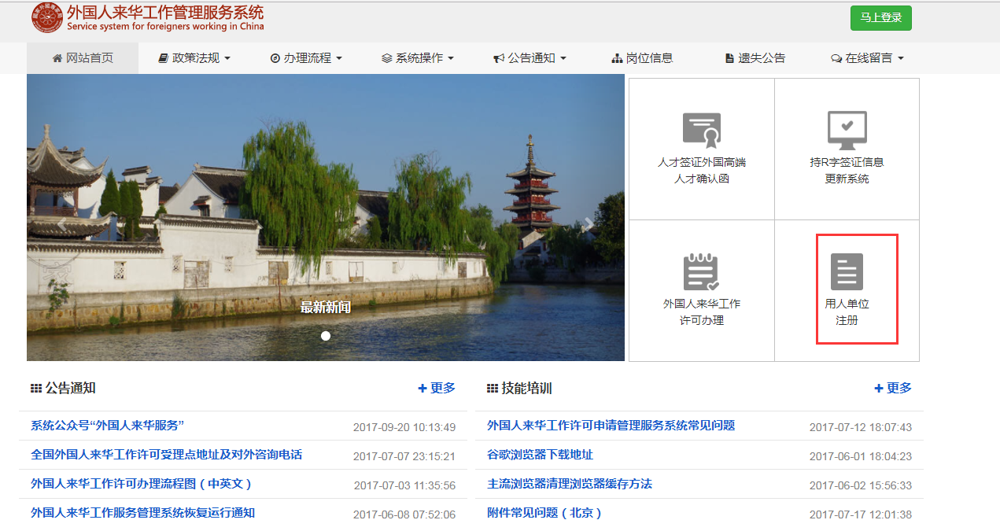 外国人来华工作管理服务系统
Service system for foreigners working in China
马上登录
网站首页 政策法规 办理流程 系统操作 公告通知 岗位信息 遗失公告 在线留言
人才签证外国高端
人才确认函
持R字签证信息
更新系统
外国人来华工作
许可办理
用人单位
注册
最新新闻
公告通知 更多
系统公众号“外国人来华服务” 2017-09-20 10:13:49
全国外国人来华工作许可受理点地址及对外咨询电话 2017-07-07 23:15:21
外国人来华工作许可办理流程图（中英文） 2017-07-03 11:35:56
外国人来华工作服务管理系统恢复运行通知 2017-06-08 07:52:06
技能培训 更多
外国人来华工作许可申请管理服务系统常见问题 2017-07-12 18:07:43
谷歌浏览器下载地址 2017-06-01 18:04:23
主流浏览器清理浏览器缓存方法 2017-06-02 15:56:33
附件常见问题（北京） 2017-07-17 12:01:38